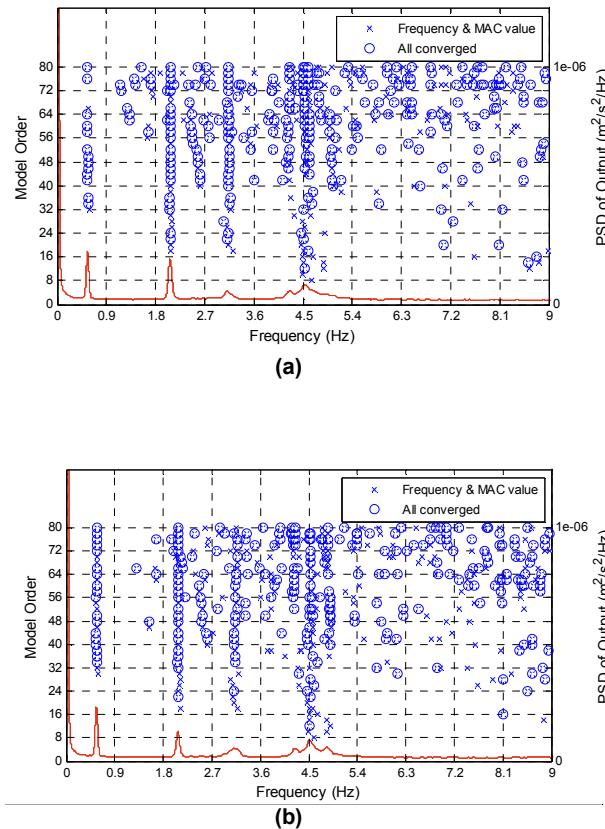 Frequency & MAC value
All converged
80
72
64
56
48
40
32
24
16
8
0
Model Order
1e-06
0
PSD of Output (m²/s²/Hz)
0 0.9 1.8 2.7 3.6 4.5 5.4 6.3 7.2 8.1 9
Frequency (Hz)
(a)
Frequency & MAC value
All converged
80
72
64
56
48
40
32
24
16
8
0
Model Order
1e-06
0
PSD of Output (m²/s²/Hz)
0 0.9 1.8 2.7 3.6 4.5 5.4 6.3 7.2 8.1 9
Frequency (Hz)
(b)